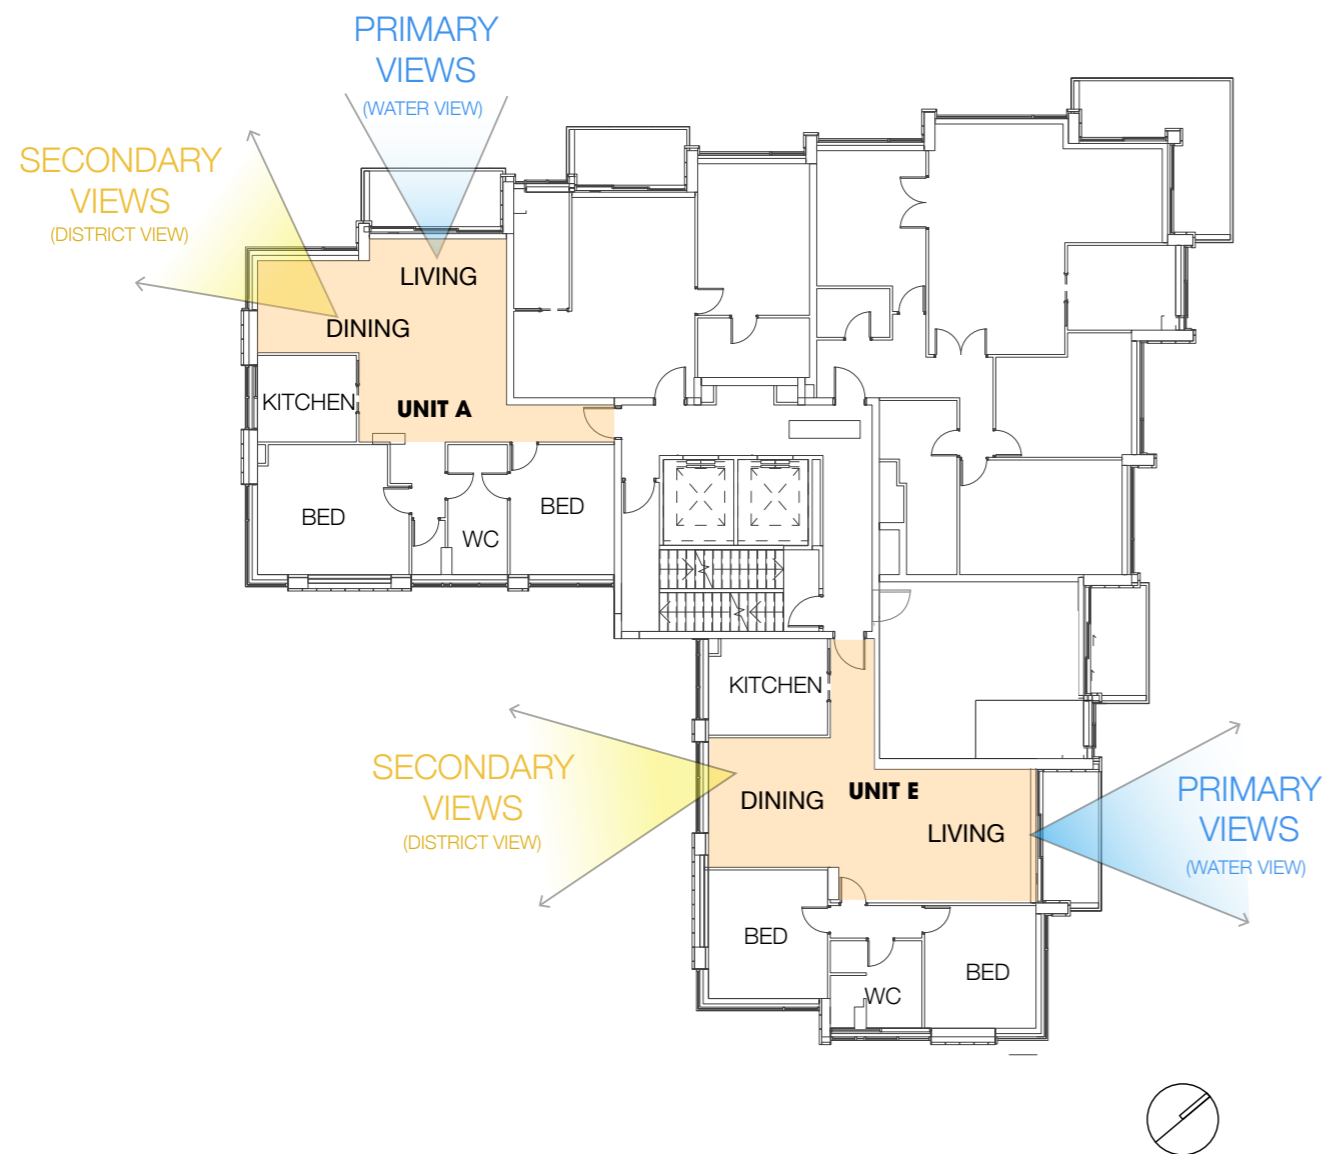 PRIMARY
VIEWS
(WATER VIEW)
SECONDARY
VIEWS
(DISTRICT VIEW)
LIVING
DINING
KITCHEN
UNIT A
BED
WC
BED
KITCHEN
SECONDARY
VIEWS
(DISTRICT VIEW)
DINING
UNIT E
LIVING
PRIMARY
VIEWS
(WATER VIEW)
BED
WC
BED